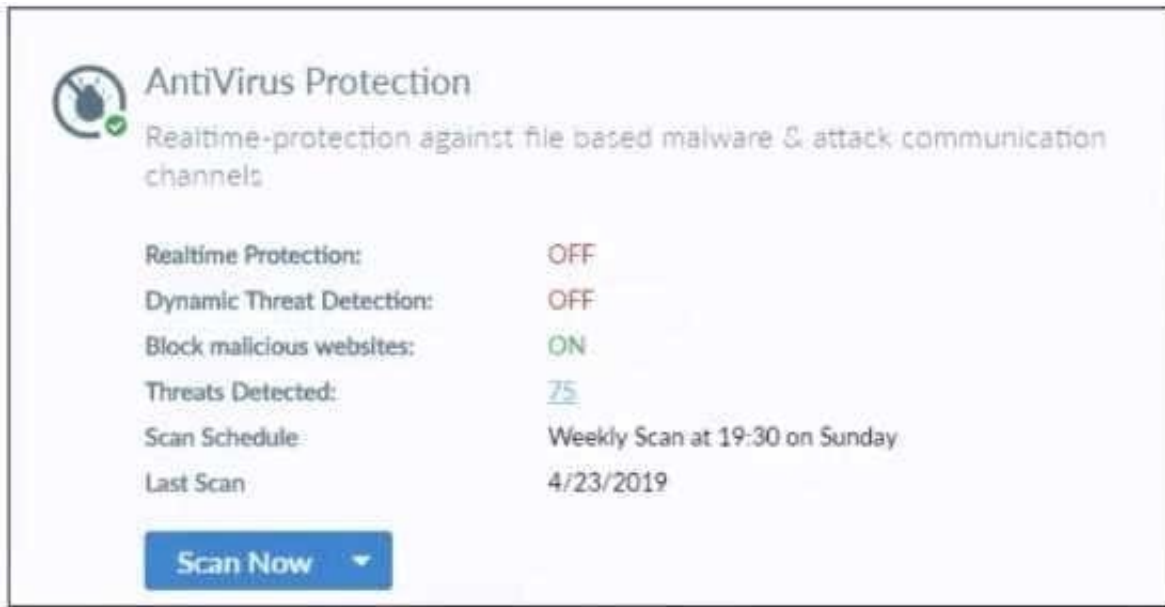 AntiVirus Protection
Realtime-protection against file based malware & attack communication
channels
Realtime Protection: OFF
Dynamic Threat Detection: OFF
Block malicious websites: ON
Threats Detected: 75
Scan Schedule Weekly Scan at 19:30 on Sunday
Last Scan 4/23/2019
Scan Now